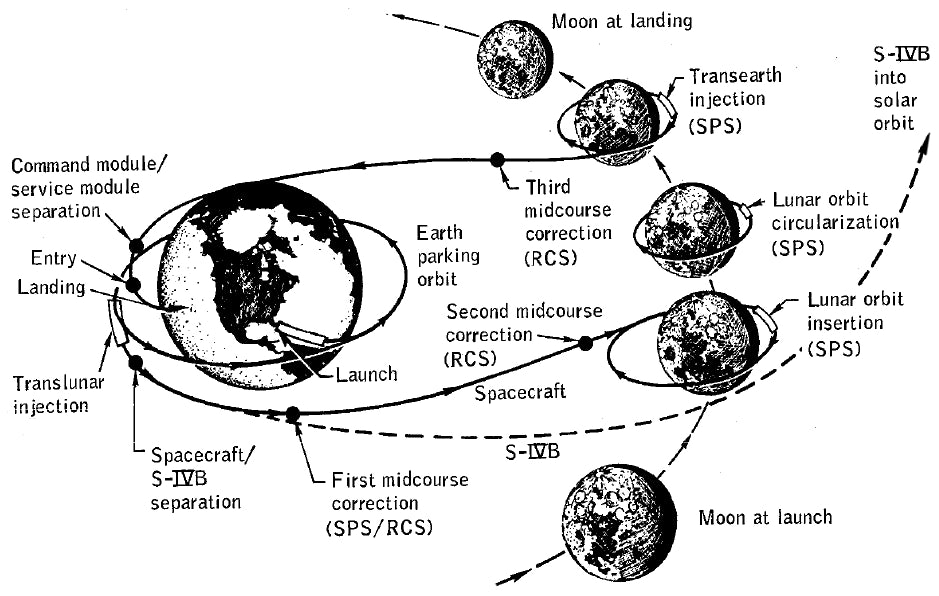 Moon at landing
S-IVB
into
solar
orbit
Transearth
injection
(SPS)
Command module/
service module
separation
Third
midcourse
correction
(RCS)
Lunar orbit
circularization
(SPS)
Earth
parking
orbit
Entry
Landing
Lunar orbit
insertion
(SPS)
Second midcourse
correction
(RCS)
Launch
Translunar
injection
Spacecraft
Spacecraft/
S-IVB
separation
S-IVB
First midcourse
correction
(SPS/RCS)
Moon at launch